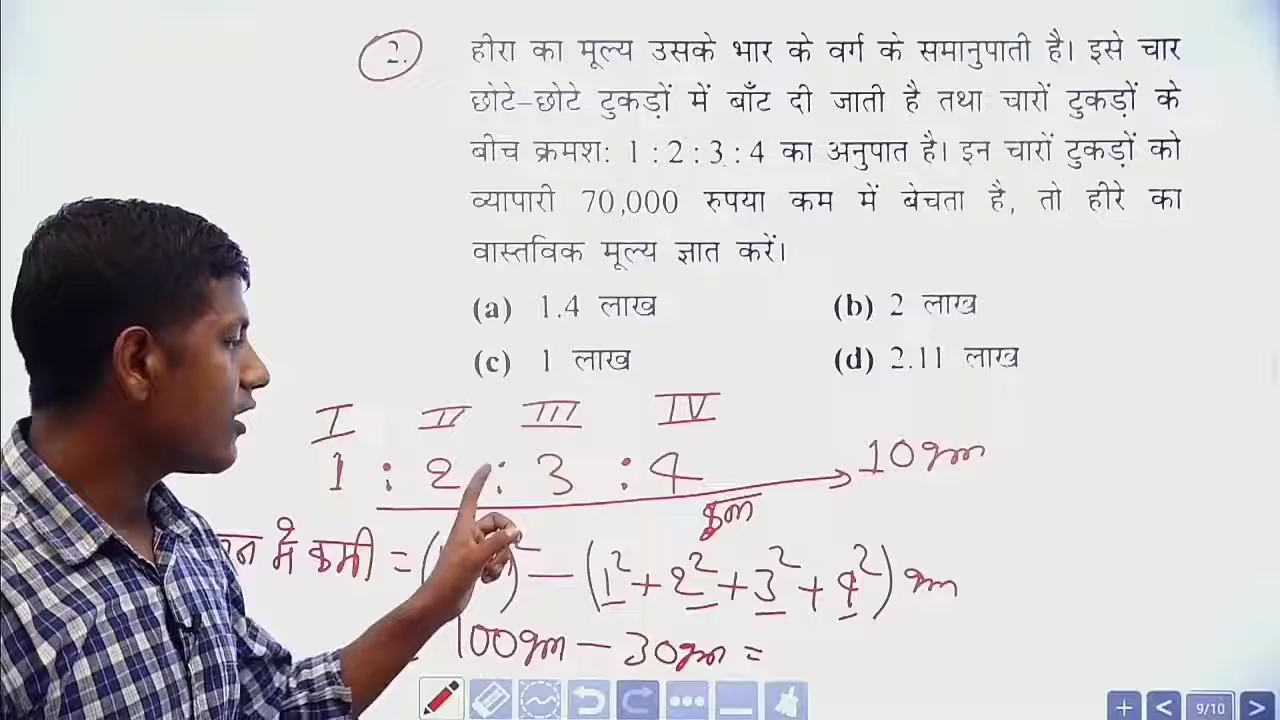 2. हीरा का मूल्य उसके भार के वर्ग के समानुपाती है। इसे चार
छोटे-छोटे टुकड़ों में बाँट दी जाती है तथा चारों टुकड़ों के
बीच क्रमश: 1 : 2 : 3 : 4 का अनुपात है। इन चारों टुकड़ों को
व्यापारी 70,000 रुपया कम में बेचता है, तो हीरे का
वास्तविक मूल्य ज्ञात करें।
(a) 1.4 लाख (b) 2 लाख
(c) 1 लाख (d) 2.11 लाख
I II III IV
1 : 2 : 3 : 4 → 10gm
कुल
में कमी = ( )² − (1² + 2² + 3² + 4²) gm
100gm − 30gm =
9/10